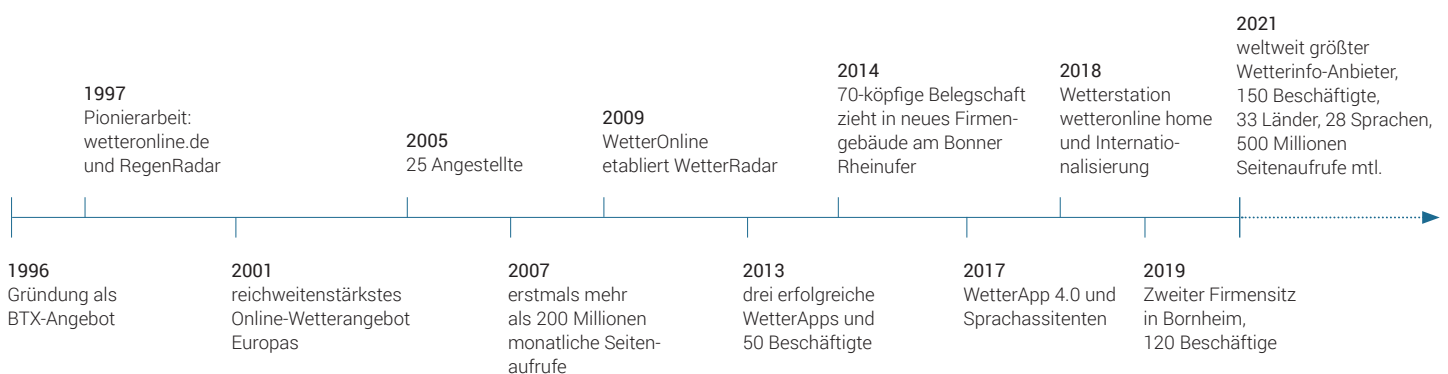 1996
Gründung als
BTX-Angebot
1997
Pionierarbeit:
wetteronline.de
und RegenRadar
2001
reichweitenstärkstes
Online-Wetterangebot
Europas
2005
25 Angestellte
2007
erstmals mehr
als 200 Millionen
monatliche Seiten-
aufrufe
2009
WetterOnline
etabliert WetterRadar
2013
drei erfolgreiche
WetterApps und
50 Beschäftigte
2014
70-köpfige Belegschaft
zieht in neues Firmen-
gebäude am Bonner
Rheinufer
2017
WetterApp 4.0 und
Sprachassitenten
2018
Wetterstation
wetteronline home
und Internatio-
nalisierung
2019
Zweiter Firmensitz
in Bornheim,
120 Beschäftige
2021
weltweit größter
Wetterinfo-Anbieter,
150 Beschäftigte,
33 Länder, 28 Sprachen,
500 Millionen
Seitenaufrufe mtl.